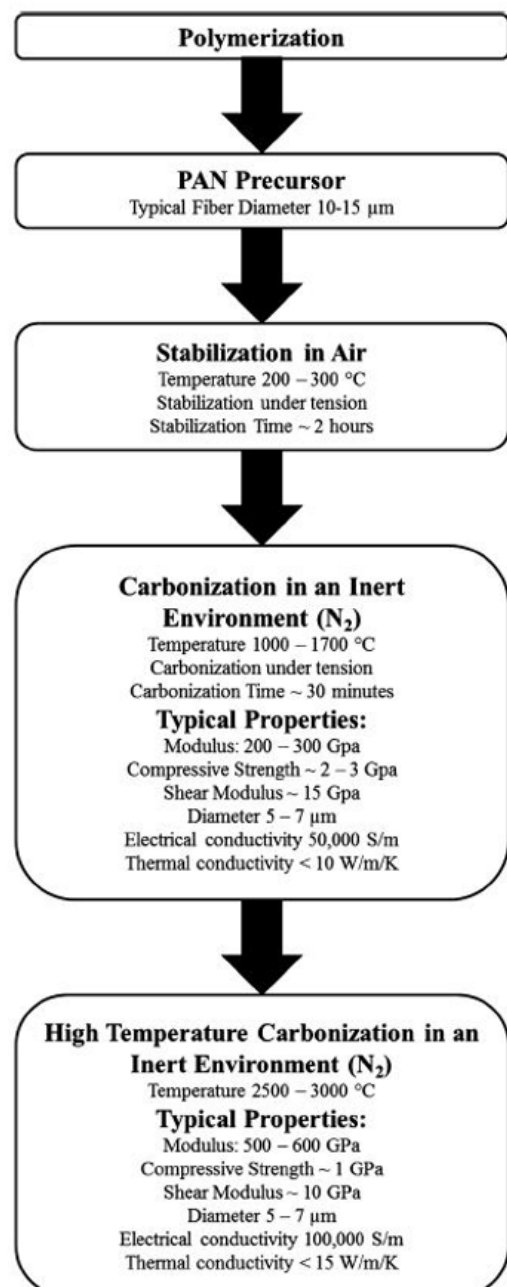 Polymerization
PAN Precursor
Typical Fiber Diameter 10-15 µm
Stabilization in Air
Temperature 200 – 300 °C
Stabilization under tension
Stabilization Time ~ 2 hours
Carbonization in an Inert
Environment (N₂)
Temperature 1000 – 1700 °C
Carbonization under tension
Carbonization Time ~ 30 minutes
Typical Properties:
Modulus: 200 – 300 Gpa
Compressive Strength ~ 2 – 3 Gpa
Shear Modulus ~ 15 Gpa
Diameter 5 – 7 µm
Electrical conductivity 50,000 S/m
Thermal conductivity < 10 W/m/K
High Temperature Carbonization in an
Inert Environment (N₂)
Temperature 2500 – 3000 °C
Typical Properties:
Modulus: 500 – 600 GPa
Compressive Strength ~ 1 GPa
Shear Modulus ~ 10 GPa
Diameter 5 – 7 µm
Electrical conductivity 100,000 S/m
Thermal conductivity < 15 W/m/K